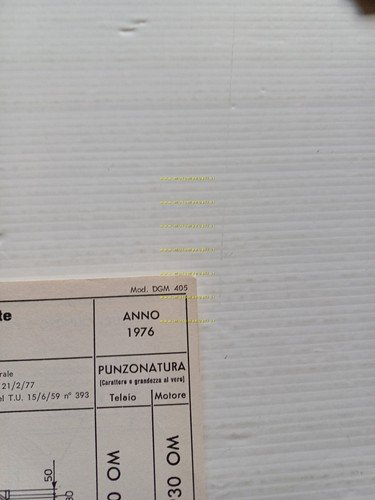 Mod. DGM 405
te
ANNO
1976
rale
21/2/77
el T.U. 15/6/59 n° 393
PUNZONATURA
(Carattere e grandezza al vero)
Telaio Motore
0 OM
30 OM
50